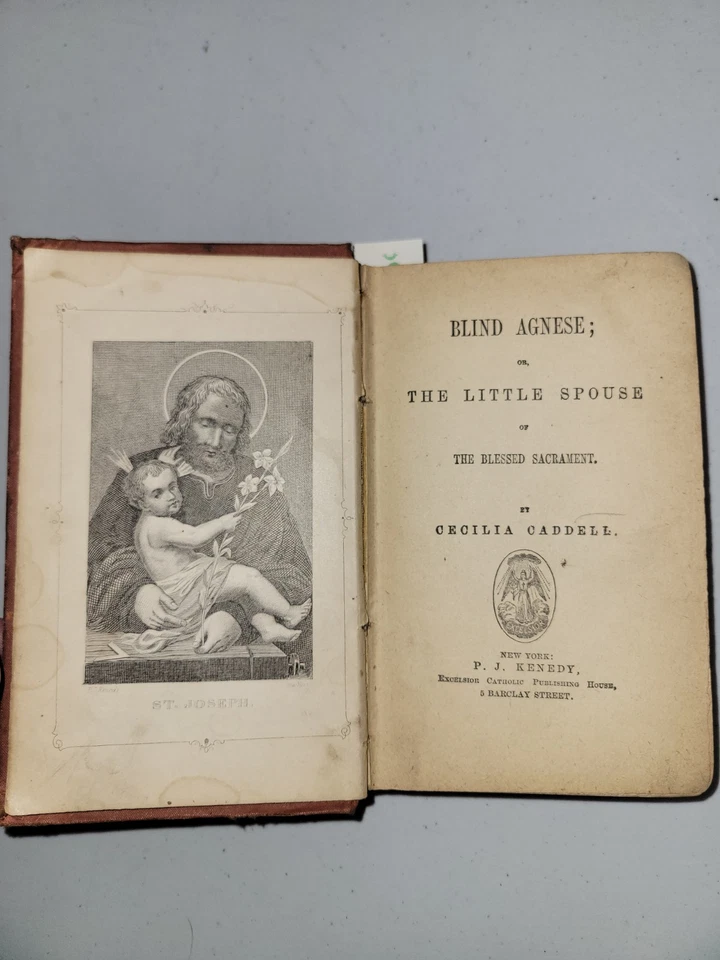 ST. JOSEPH.
BLIND AGNESE;
OR,
THE LITTLE SPOUSE
OF
THE BLESSED SACRAMENT.
BY
CECILIA CADDELL.
NEW YORK:
P. J. KENEDY,
EXCELSIOR CATHOLIC PUBLISHING HOUSE,
5 BARCLAY STREET.